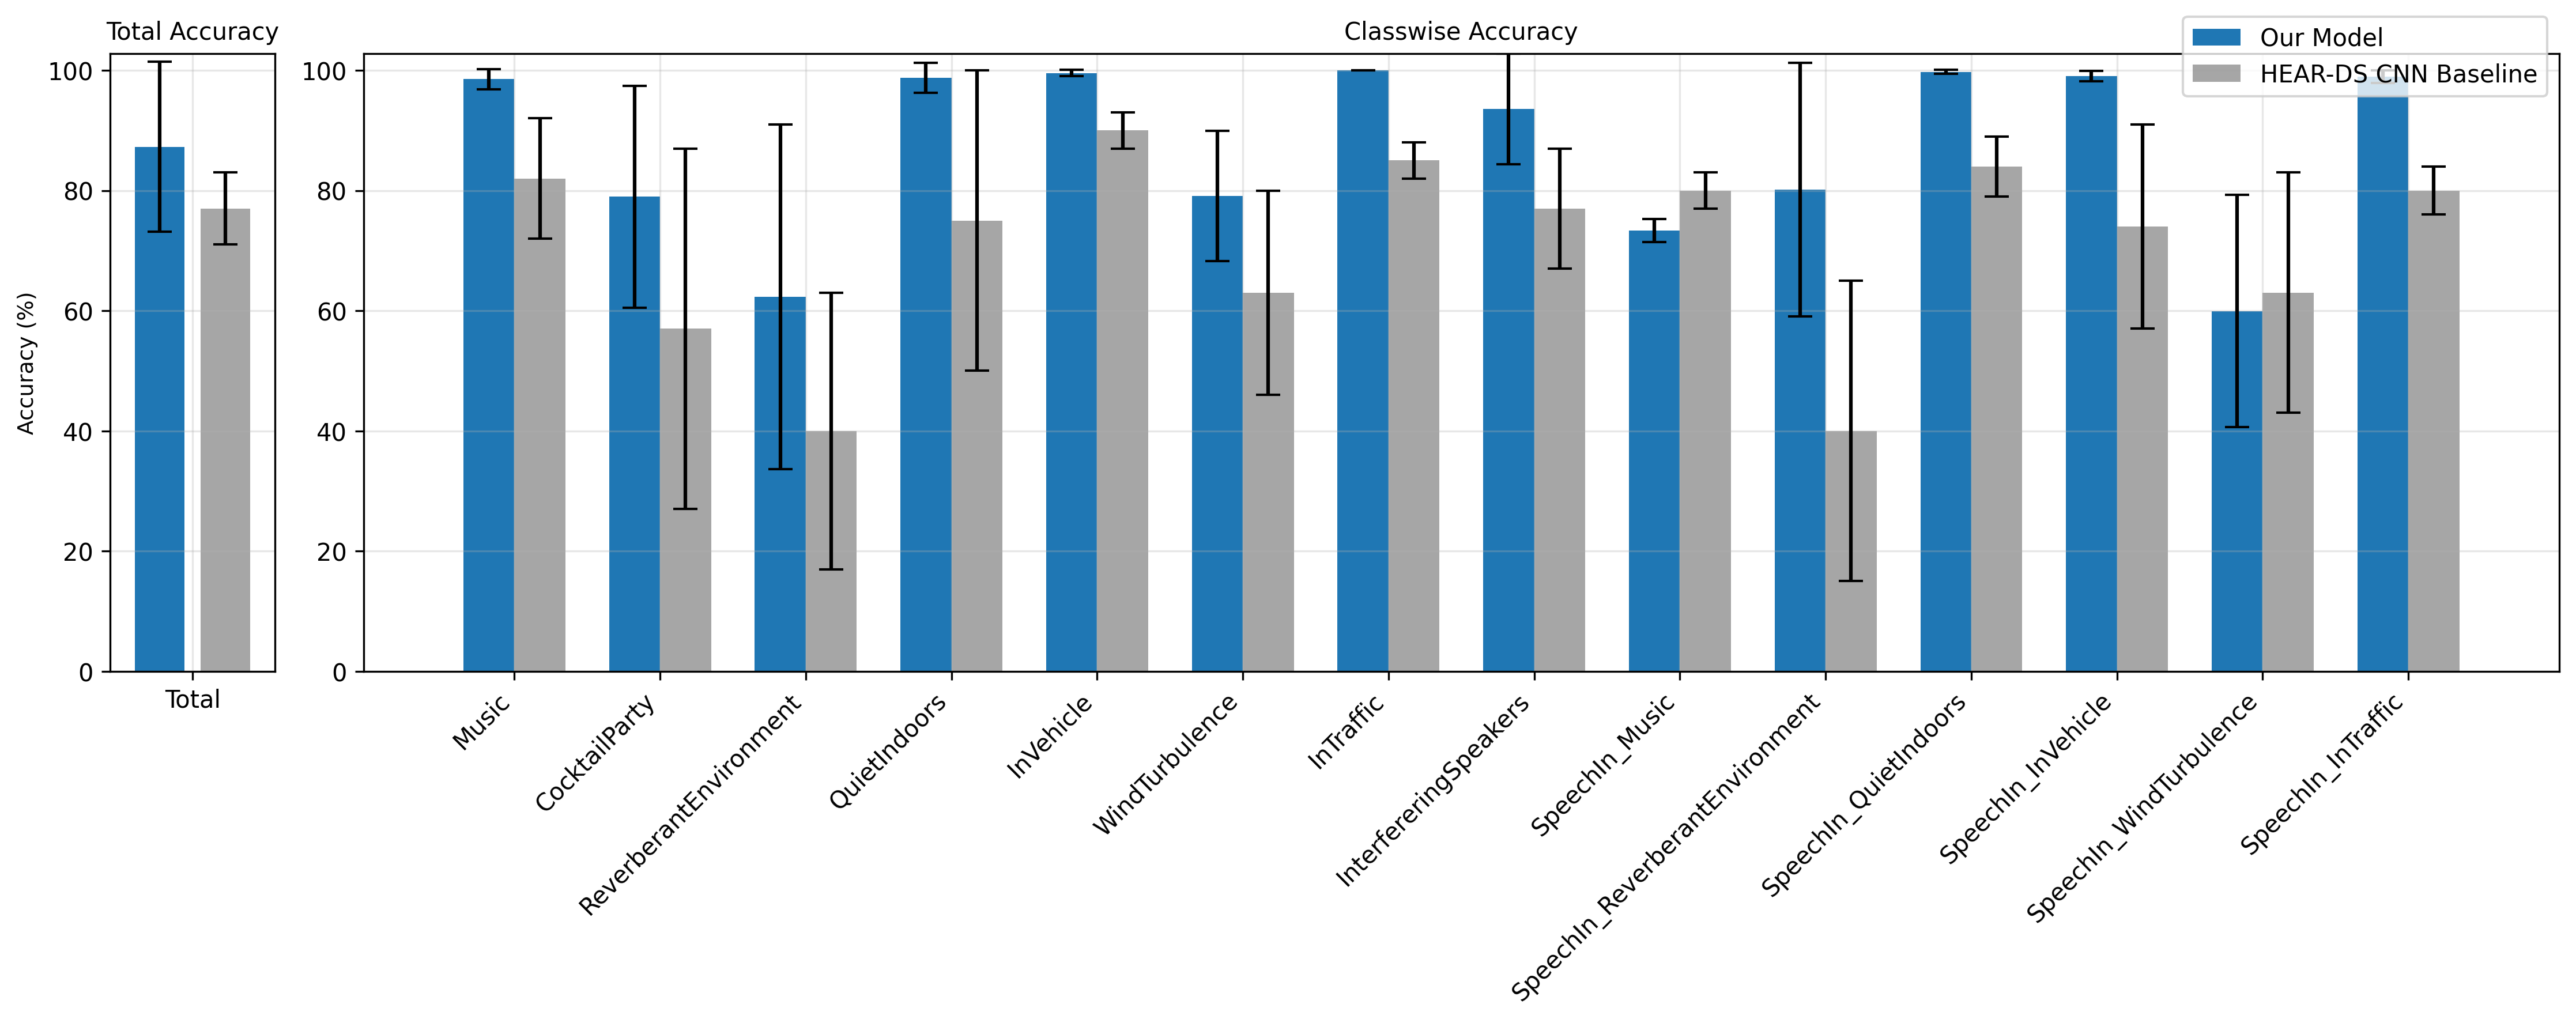 Total Accuracy
Classwise Accuracy
Our Model
HEAR-DS CNN Baseline
Accuracy (%)
100
80
60
40
20
0
Total
100
80
60
40
20
0
Music
CocktailParty
ReverberantEnvironment
QuietIndoors
InVehicle
WindTurbulence
InTraffic
InterferingSpeakers
SpeechIn_Music
SpeechIn_ReverberantEnvironment
SpeechIn_QuietIndoors
SpeechIn_InVehicle
SpeechIn_WindTurbulence
SpeechIn_InTraffic